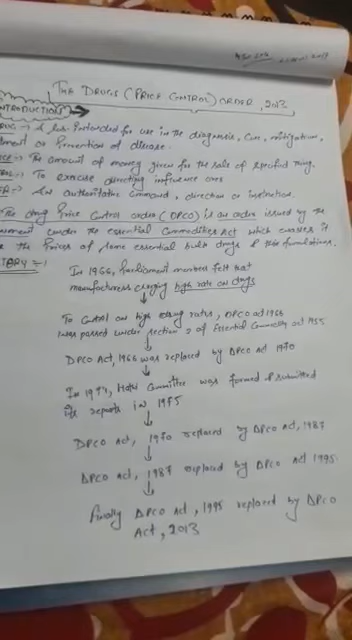 THE DRUGS (PRICE CONTROL) ORDER, 2013
INTRODUCTION
DRUG → A for use in the diagnosis, Cure, mitigation,
or Prevention of disease.
The amount of money given for the sale of specified thing.
To exercise directing influence over
An authoritative Command, direction or instruction.
The drug Price Control order (DPCO) is an order issued by the
under the essential Commodities Act which enables it
the Prices of some essential bulk drugs & this formulations.
In 1966, Parliament members felt that
manufacturers charging high rate on drugs
↓
To Control on high rates, DPCO act 1966
was passed under section 3 of Essential Commodity act 1955
↓
DPCO Act, 1966 was replaced by DPCO Act 1970
↓
In 1974, Hathi Committee was formed & submitted
its reports in 1975
↓
DPCO Act, 1970 replaced by DPCO Act, 1987
↓
DPCO Act, 1987 replaced by DPCO Act 1995
↓
Finally DPCO Act, 1995 replaced by DPCO
Act, 2013